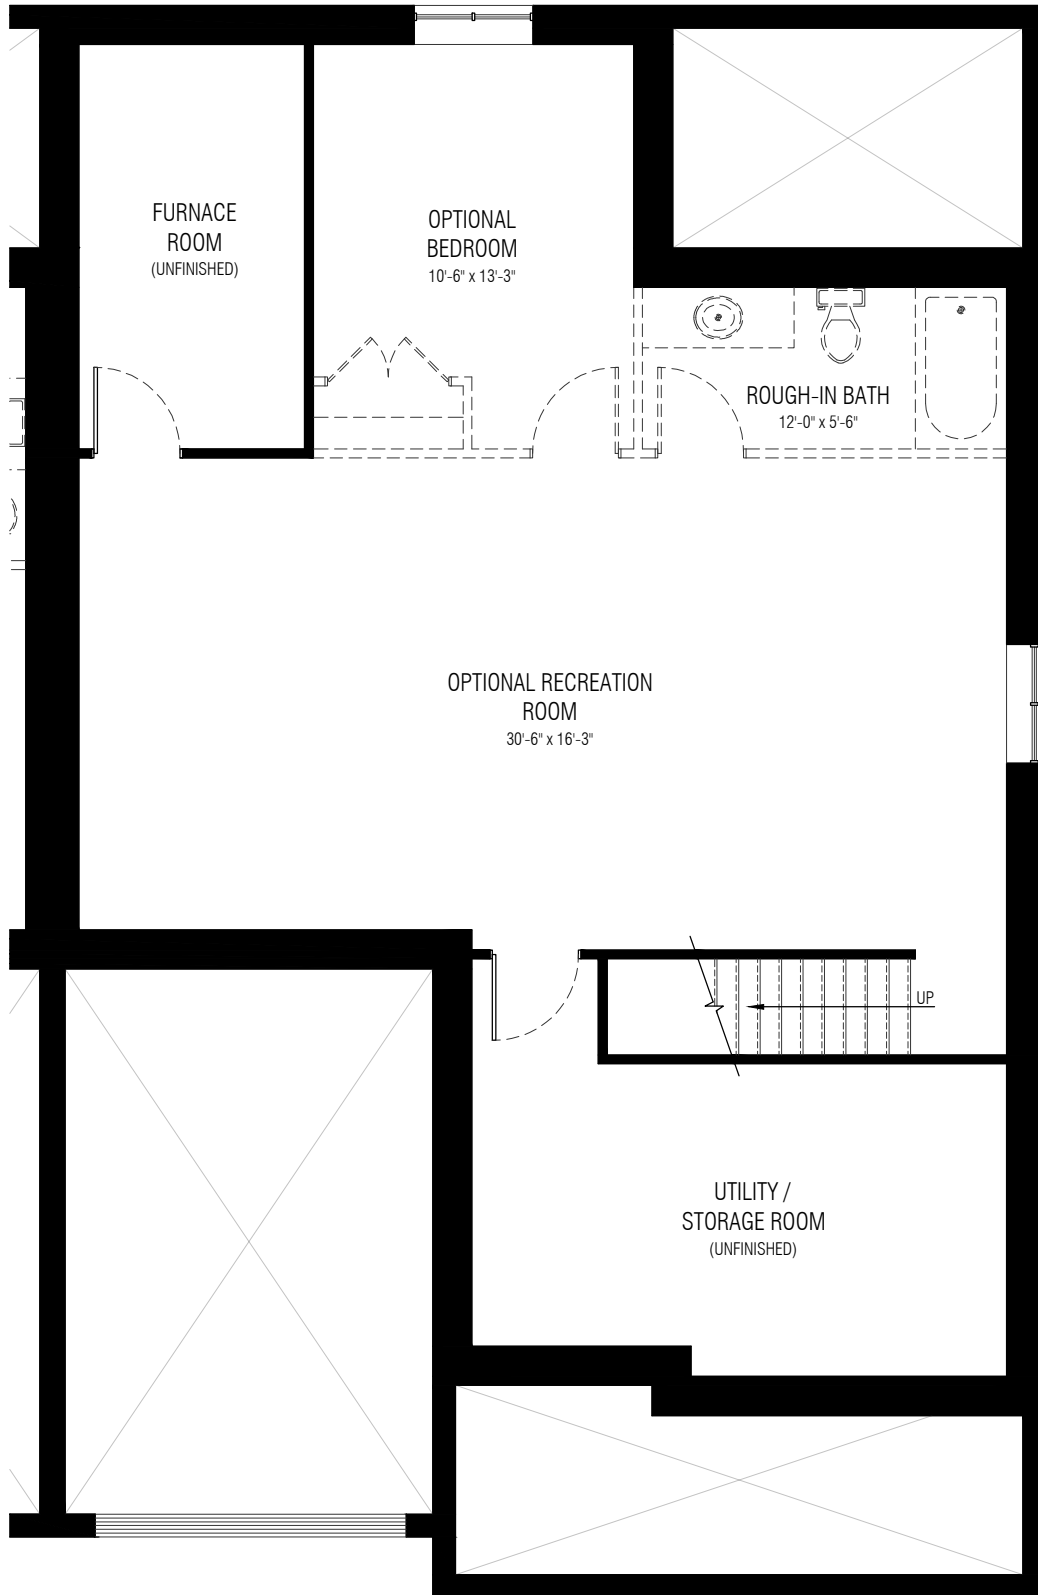 FURNACE
ROOM
(UNFINISHED)
OPTIONAL
BEDROOM
10'-6" x 13'-3"
ROUGH-IN BATH
12'-0" x 5'-6"
OPTIONAL RECREATION
ROOM
30'-6" x 16'-3"
UP
UTILITY /
STORAGE ROOM
(UNFINISHED)